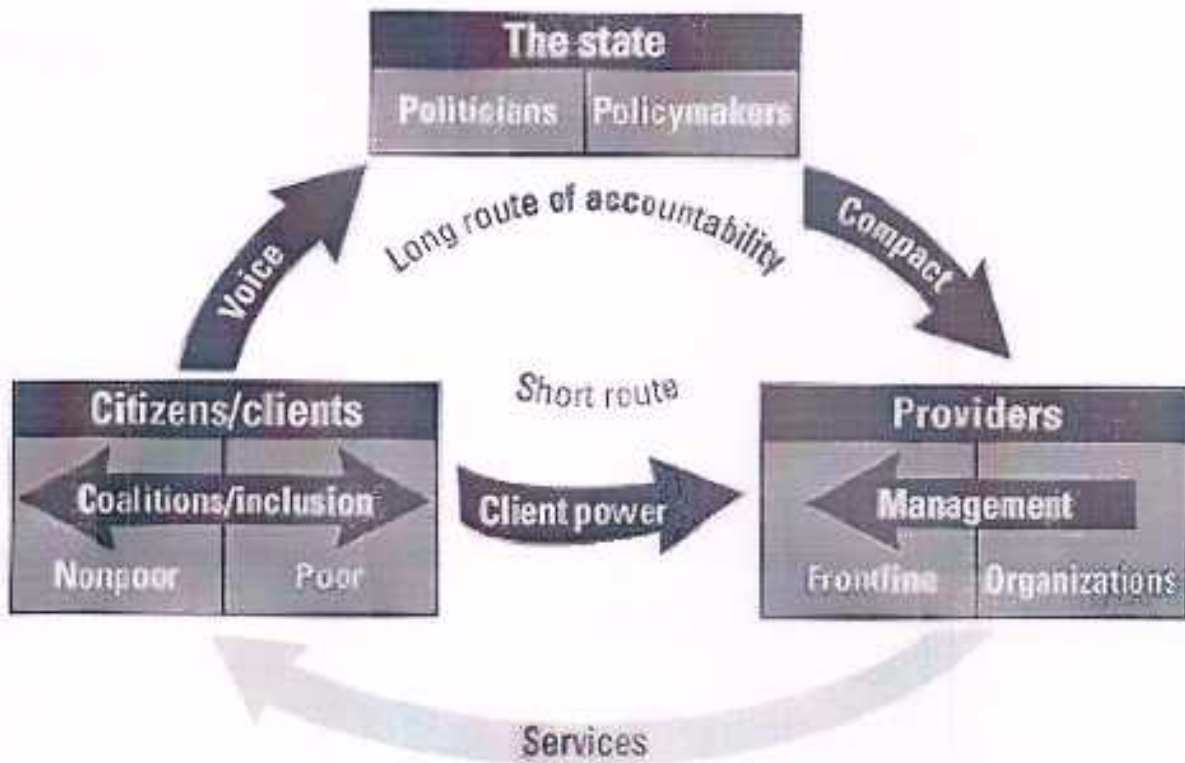 The state
Politicians Policymakers
Long route of accountability
Voice
Compact
Short route
Citizens/clients
Coalitions/inclusion
Nonpoor Poor
Client power
Providers
Management
Frontline Organizations
Services